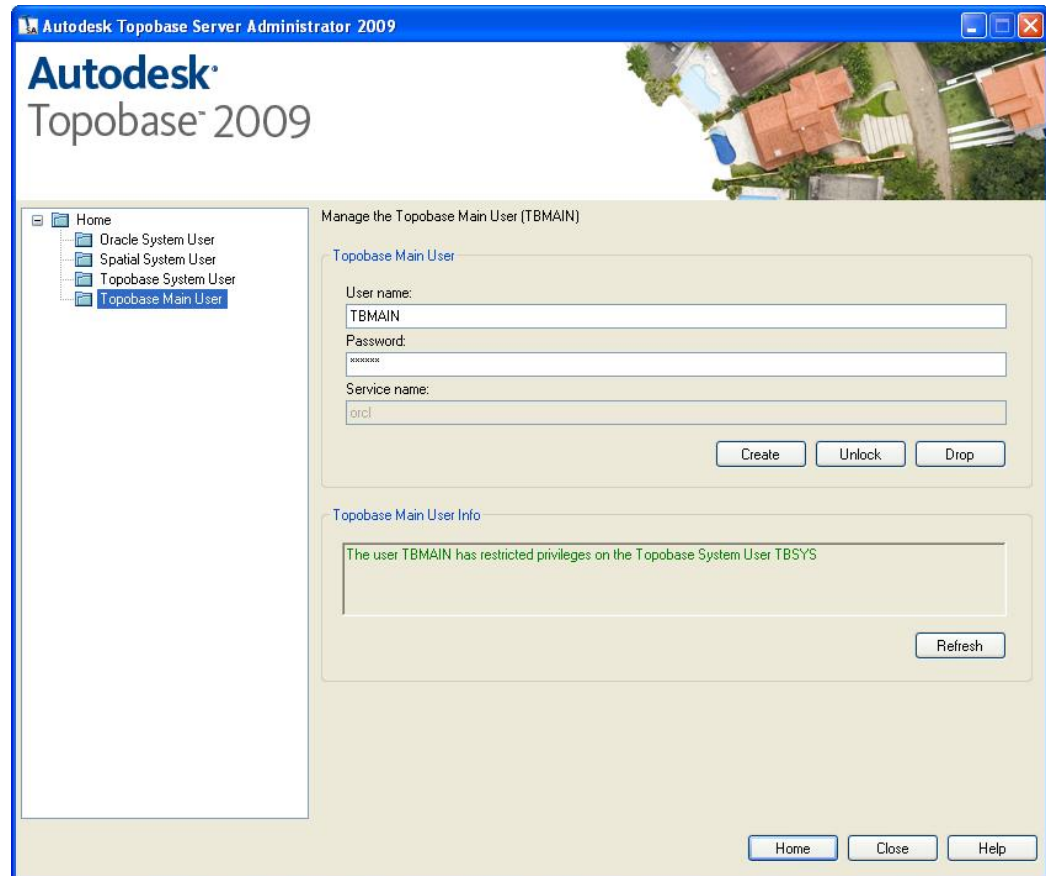 Autodesk Topobase Server Administrator 2009
Autodesk®
Topobase™ 2009
Home
Oracle System User
Spatial System User
Topobase System User
Topobase Main User
Manage the Topobase Main User (TBMAIN)
Topobase Main User
User name:
TBMAIN
Password:
××××××
Service name:
orcl
Create
Unlock
Drop
Topobase Main User Info
The user TBMAIN has restricted privileges on the Topobase System User TBSYS
Refresh
Home
Close
Help